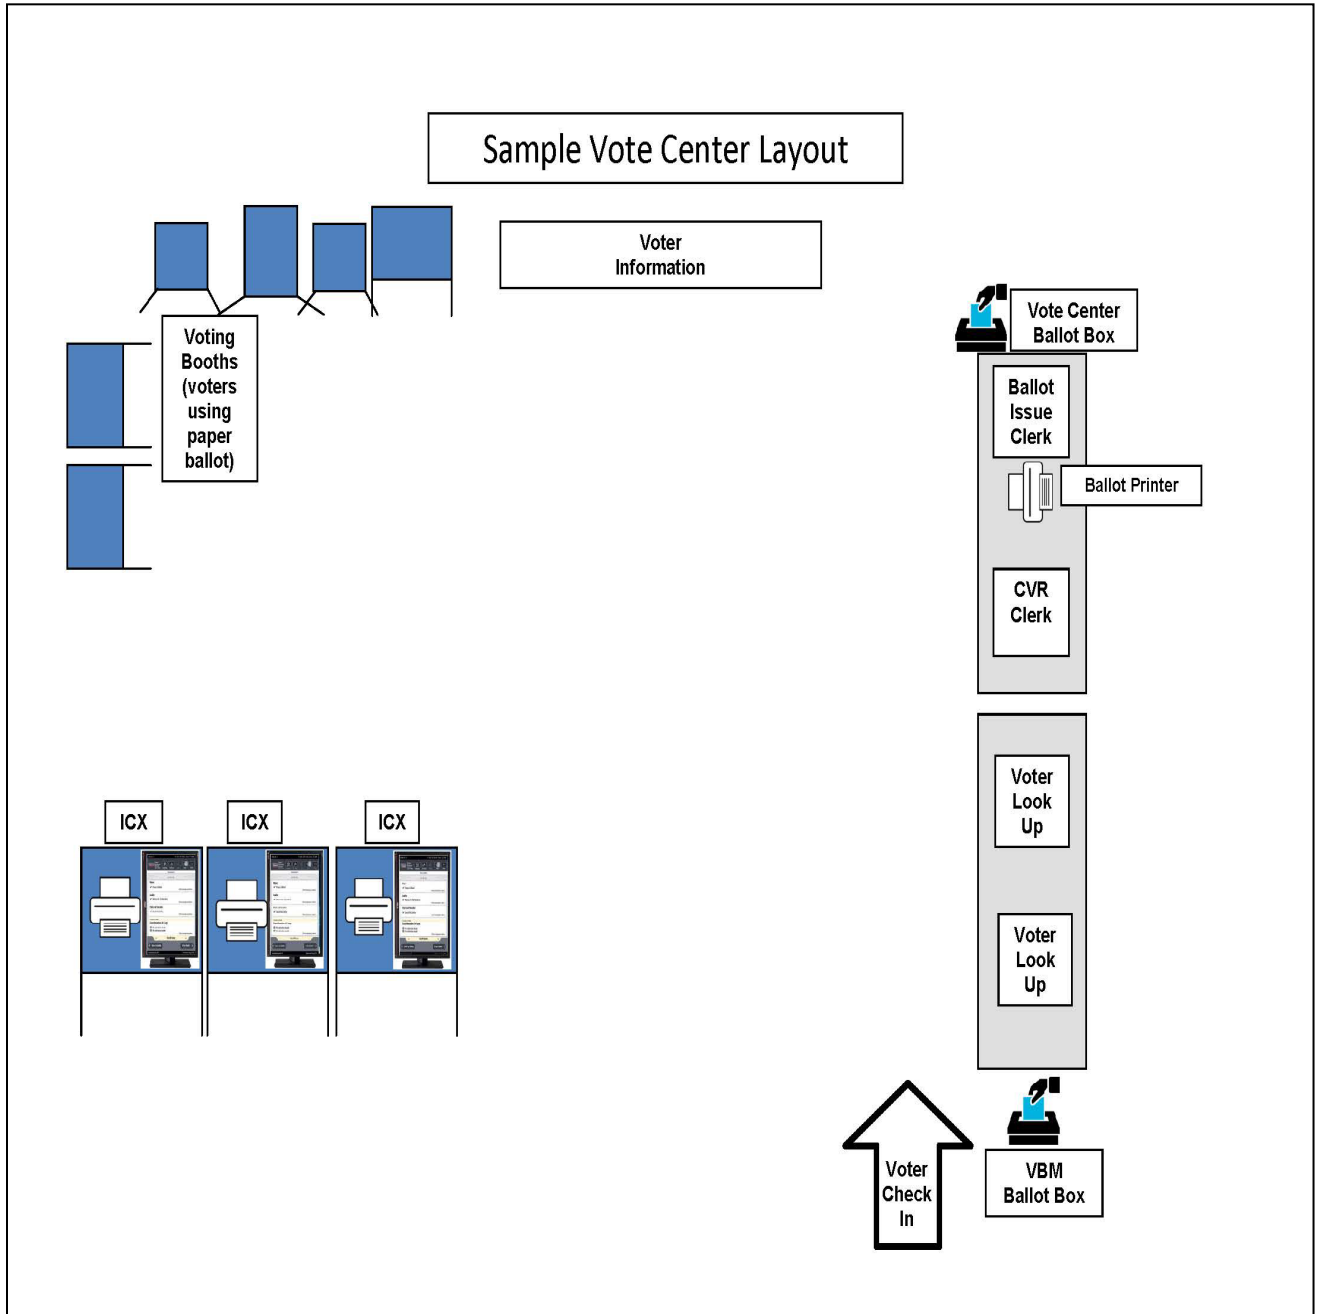 Sample Vote Center Layout
Voter
Information
Vote Center
Ballot Box
Voting
Booths
(voters
using
paper
ballot)
Ballot
Issue
Clerk
Ballot Printer
CVR
Clerk
Voter
Look
Up
ICX
ICX
ICX
Voter
Look
Up
Voter
Check
In
VBM
Ballot Box